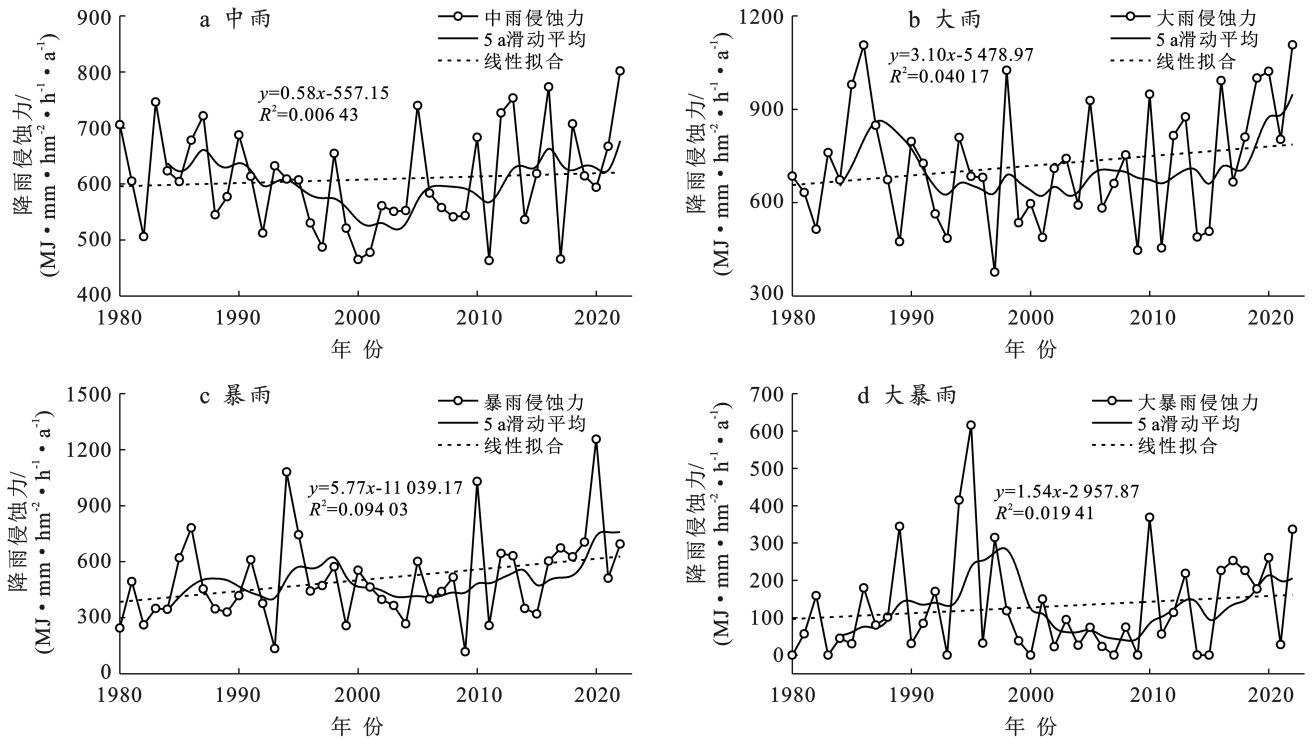 a 中雨
中雨侵蚀力
5 a滑动平均
线性拟合
y=0.58x-557.15
R²=0.006 43
900
800
700
600
500
400
1980
1990
2000
2010
2020
年 份
降雨侵蚀力/
(MJ·mm·hm⁻²·h⁻¹·a⁻¹)
b 大雨
大雨侵蚀力
5 a滑动平均
线性拟合
y=3.10x-5 478.97
R²=0.040 17
1200
900
600
300
1980
1990
2000
2010
2020
年 份
降雨侵蚀力/
(MJ·mm·hm⁻²·h⁻¹·a⁻¹)
c 暴雨
暴雨侵蚀力
5 a滑动平均
线性拟合
y=5.77x-11 039.17
R²=0.094 03
1500
1200
900
600
300
0
1980
1990
2000
2010
2020
年 份
降雨侵蚀力/
(MJ·mm·hm⁻²·h⁻¹·a⁻¹)
d 大暴雨
大暴雨侵蚀力
5 a滑动平均
线性拟合
y=1.54x-2 957.87
R²=0.019 41
700
600
500
400
300
200
100
0
1980
1990
2000
2010
2020
年 份
降雨侵蚀力/
(MJ·mm·hm⁻²·h⁻¹·a⁻¹)